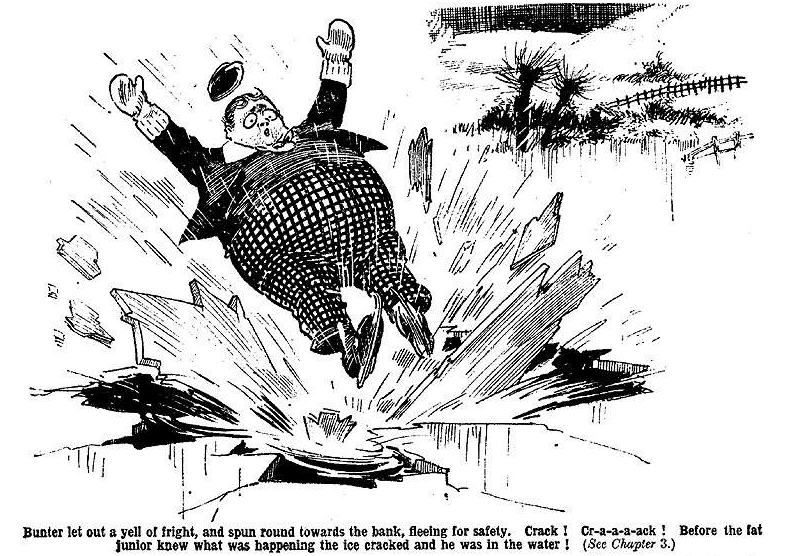 Bunter let out a yell of fright, and spun round towards the bank, fleeing for safety. Crack ! Cr-a-a-a-ack ! Before the fat
junior knew what was happening the ice cracked and he was in the water ! (See Chapter 3.)